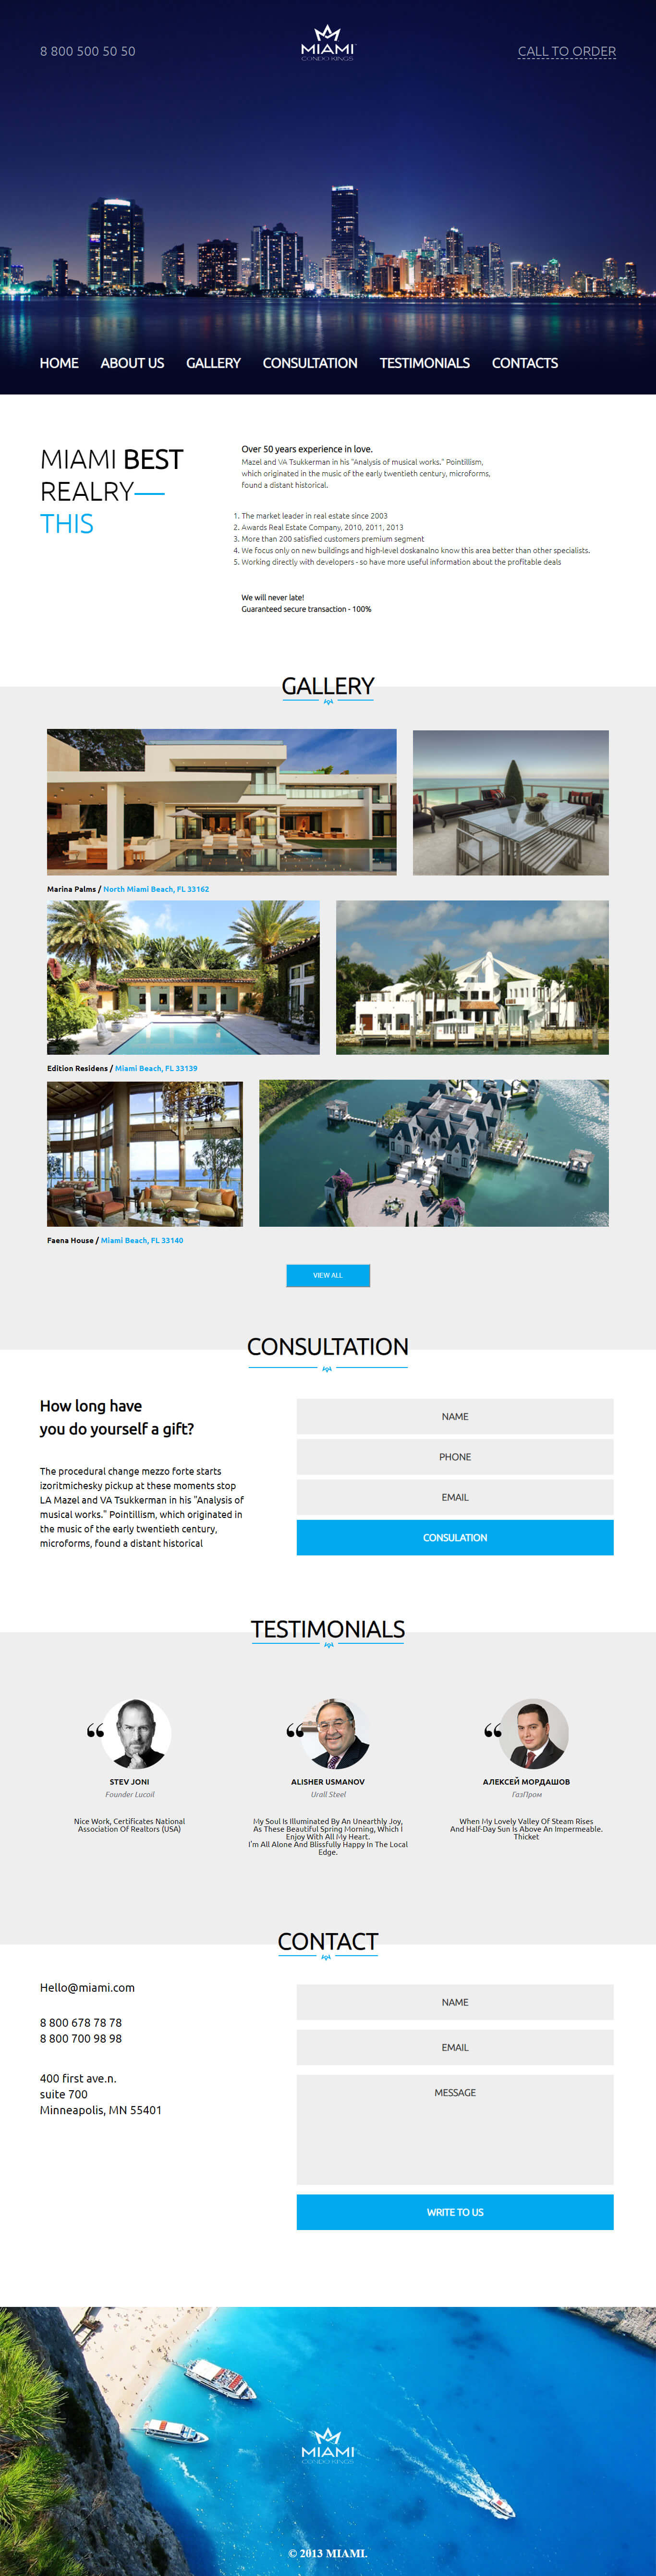 8 800 500 50 50
MIAMI
CONDO KINGS
CALL TO ORDER
HOME ABOUT US GALLERY CONSULTATION TESTIMONIALS CONTACTS
MIAMI BEST
REALRY—
THIS
Over 50 years experience in love.
Mazel and VA Tsukkerman in his "Analysis of musical works." Pointillism,
which originated in the music of the early twentieth century, microforms,
found a distant historical.
1. The market leader in real estate since 2003
2. Awards Real Estate Company, 2010, 2011, 2013
3. More than 200 satisfied customers premium segment
4. We focus only on new buildings and high-level doskanalno know this area better than other specialists.
5. Working directly with developers - so have more useful information about the profitable deals
We will never late!
Guaranteed secure transaction - 100%
GALLERY
Marina Palms / North Miami Beach, FL 33162
Edition Residens / Miami Beach, FL 33139
Faena House / Miami Beach, FL 33140
VIEW ALL
CONSULTATION
How long have
you do yourself a gift?
The procedural change mezzo forte starts
izoritmichesky pickup at these moments stop
LA Mazel and VA Tsukkerman in his "Analysis of
musical works." Pointillism, which originated in
the music of the early twentieth century,
microforms, found a distant historical
NAME
PHONE
EMAIL
CONSULATION
TESTIMONIALS
“
STEV JONI
Founder Lucoil
Nice Work, Certificates National
Association Of Realtors (USA)
“
ALISHER USMANOV
Urall Steel
My Soul Is Illuminated By An Unearthly Joy,
As These Beautiful Spring Morning, Which I
Enjoy With All My Heart.
I'm All Alone And Blissfully Happy In The Local
Edge.
“
АЛЕКСЕЙ МОРДАШОВ
ГазПром
When My Lovely Valley Of Steam Rises
And Half-Day Sun Is Above An Impermeable.
Thicket
CONTACT
Hello@miami.com
8 800 678 78 78
8 800 700 98 98
400 first ave.n.
suite 700
Minneapolis, MN 55401
NAME
EMAIL
MESSAGE
WRITE TO US
MIAMI
CONDO KINGS
© 2013 MIAMI.